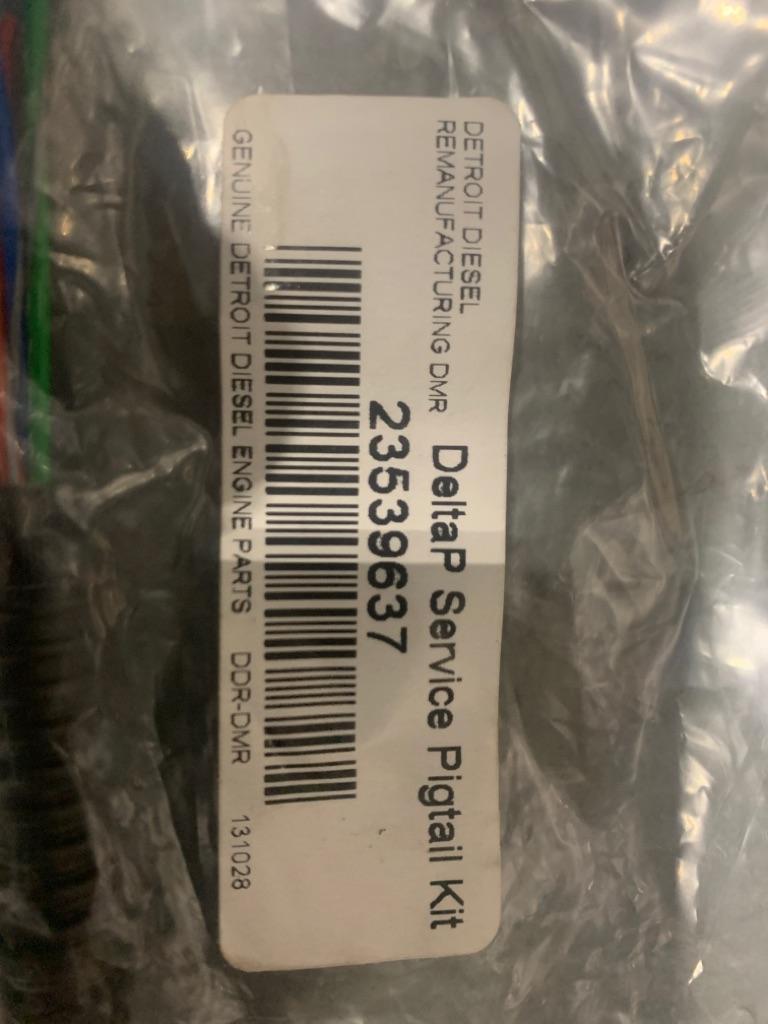 DETROIT DIESEL
REMANUFACTURING DMR
DeltaP Service Pigtail Kit
23539637
GENUINE DETROIT DIESEL ENGINE PARTS DDR-DMR 131028